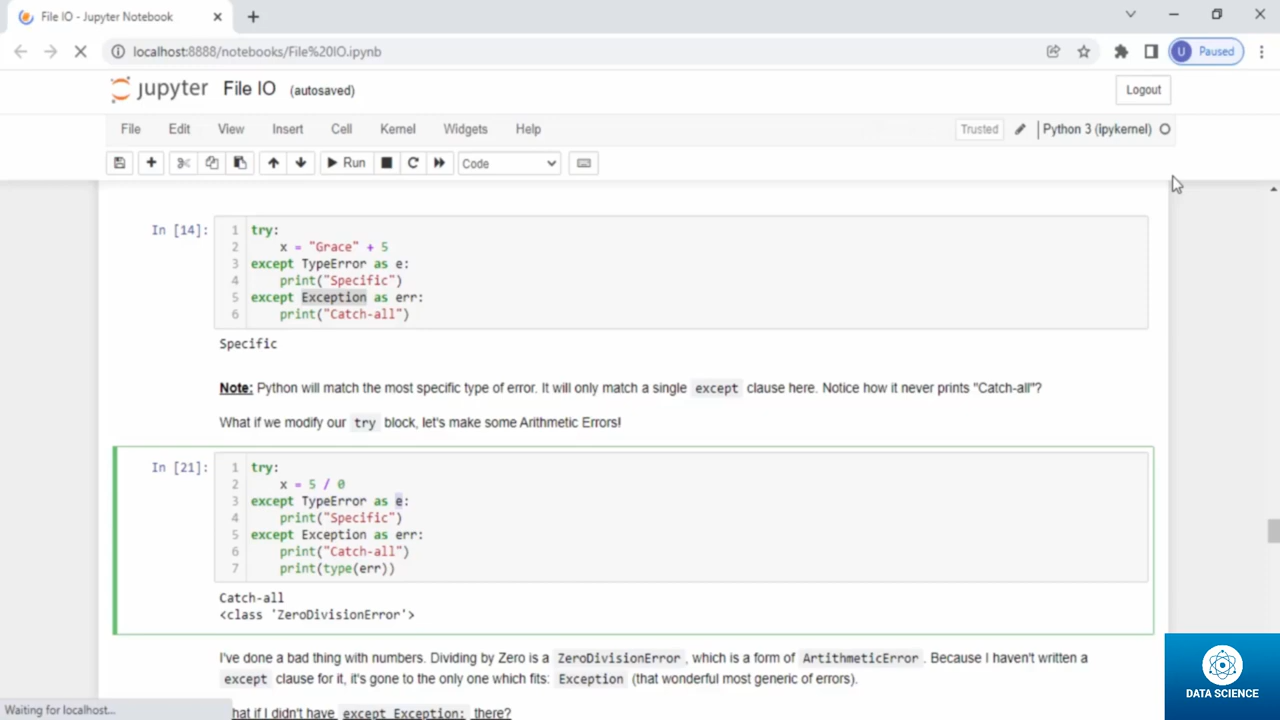 File IO - Jupyter Notebook
localhost:8888/notebooks/File%20IO.ipynb
U Paused
jupyter File IO (autosaved)
Logout
File Edit View Insert Cell Kernel Widgets Help
Trusted Python 3 (ipykernel)
Run Code
In [14]:
1 try:
2 x = "Grace" + 5
3 except TypeError as e:
4 print("Specific")
5 except Exception as err:
6 print("Catch-all")
Specific
Note: Python will match the most specific type of error. It will only match a single except clause here. Notice how it never prints "Catch-all"?
What if we modify our try block, let's make some Arithmetic Errors!
In [21]:
1 try:
2 x = 5 / 0
3 except TypeError as e:
4 print("Specific")
5 except Exception as err:
6 print("Catch-all")
7 print(type(err))
Catch-all
<class 'ZeroDivisionError'>
I've done a bad thing with numbers. Dividing by Zero is a ZeroDivisionError, which is a form of ArtithmeticError. Because I haven't written a
except clause for it, it's gone to the only one which fits: Exception (that wonderful most generic of errors).
hat if I didn't have except Exception: there?
Waiting for localhost...
DATA SCIENCE